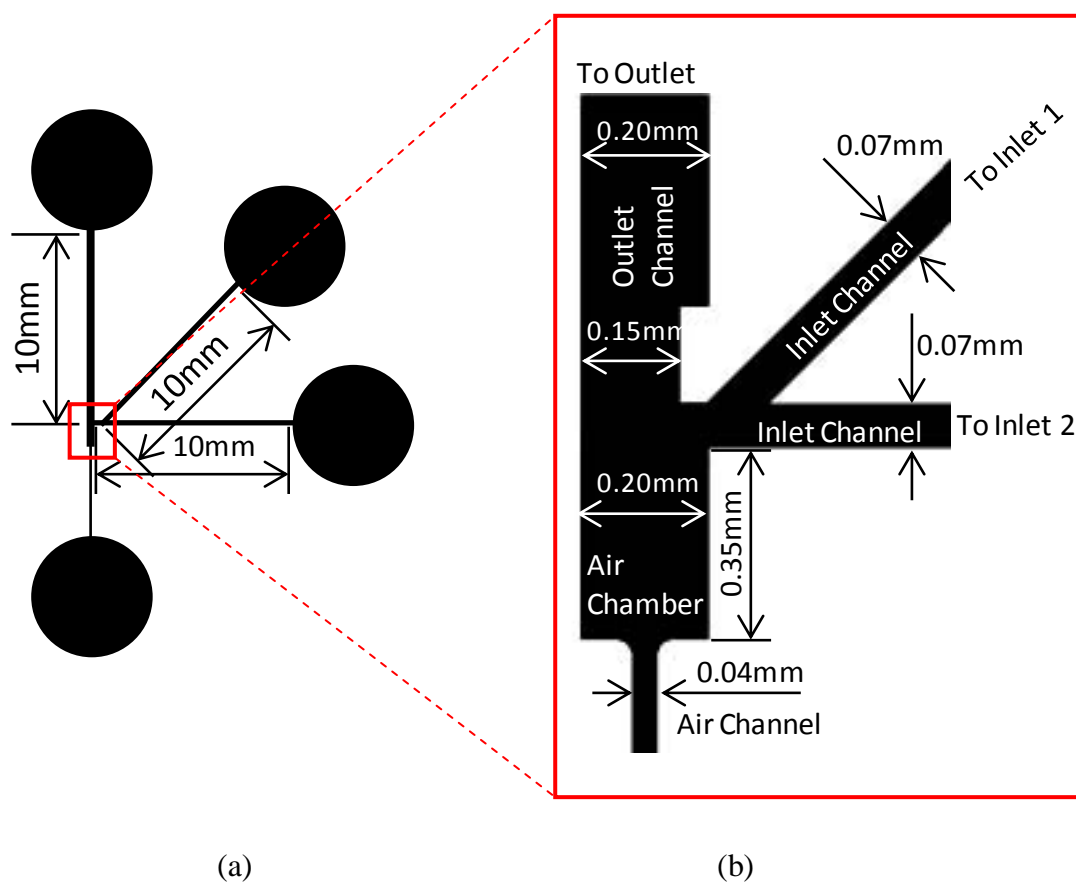 10mm
10mm
10mm
To Outlet
0.20mm
Outlet
Channel
0.15mm
0.07mm
To Inlet 1
Inlet Channel
0.07mm
Inlet Channel
To Inlet 2
0.20mm
0.35mm
Air
Chamber
0.04mm
Air Channel
(a)
(b)